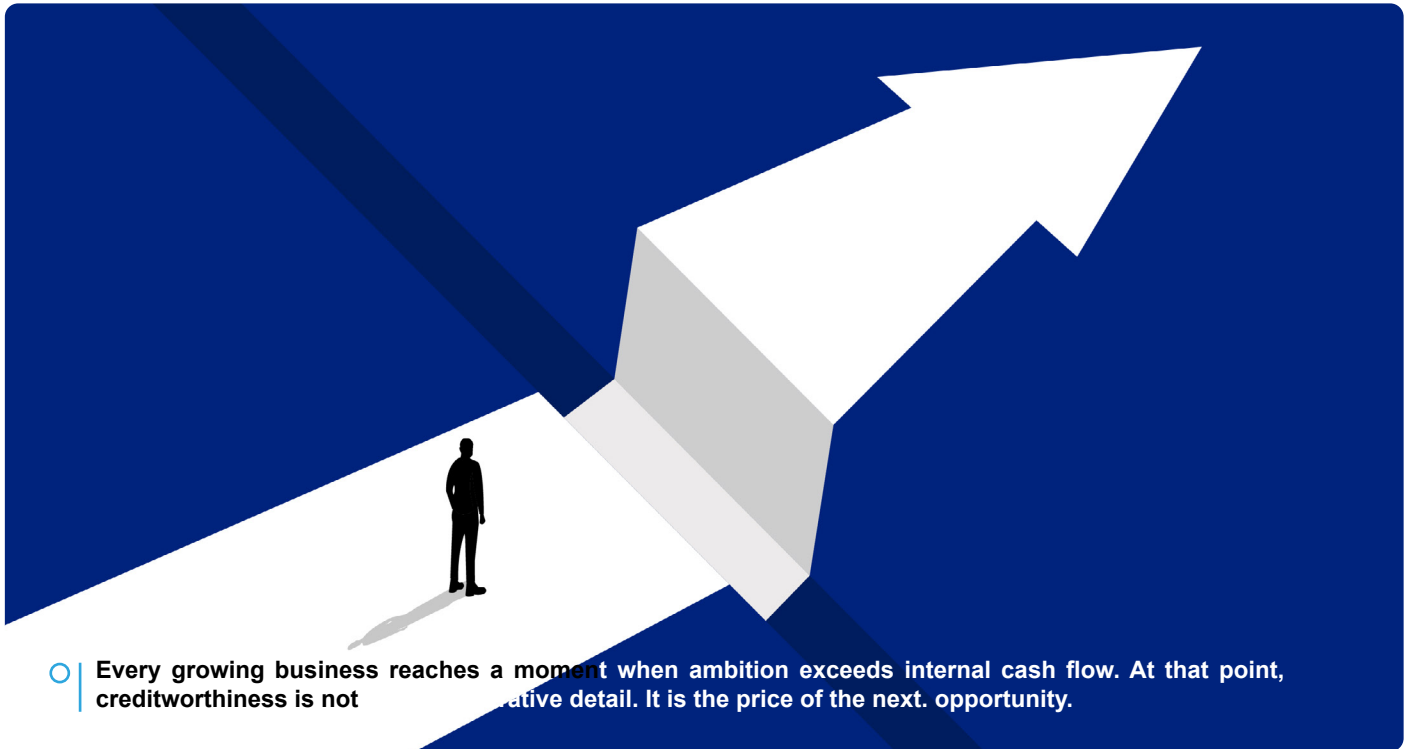 Every growing business reaches a moment when ambition exceeds internal cash flow. At that point,
creditworthiness is not rative detail. It is the price of the next. opportunity.